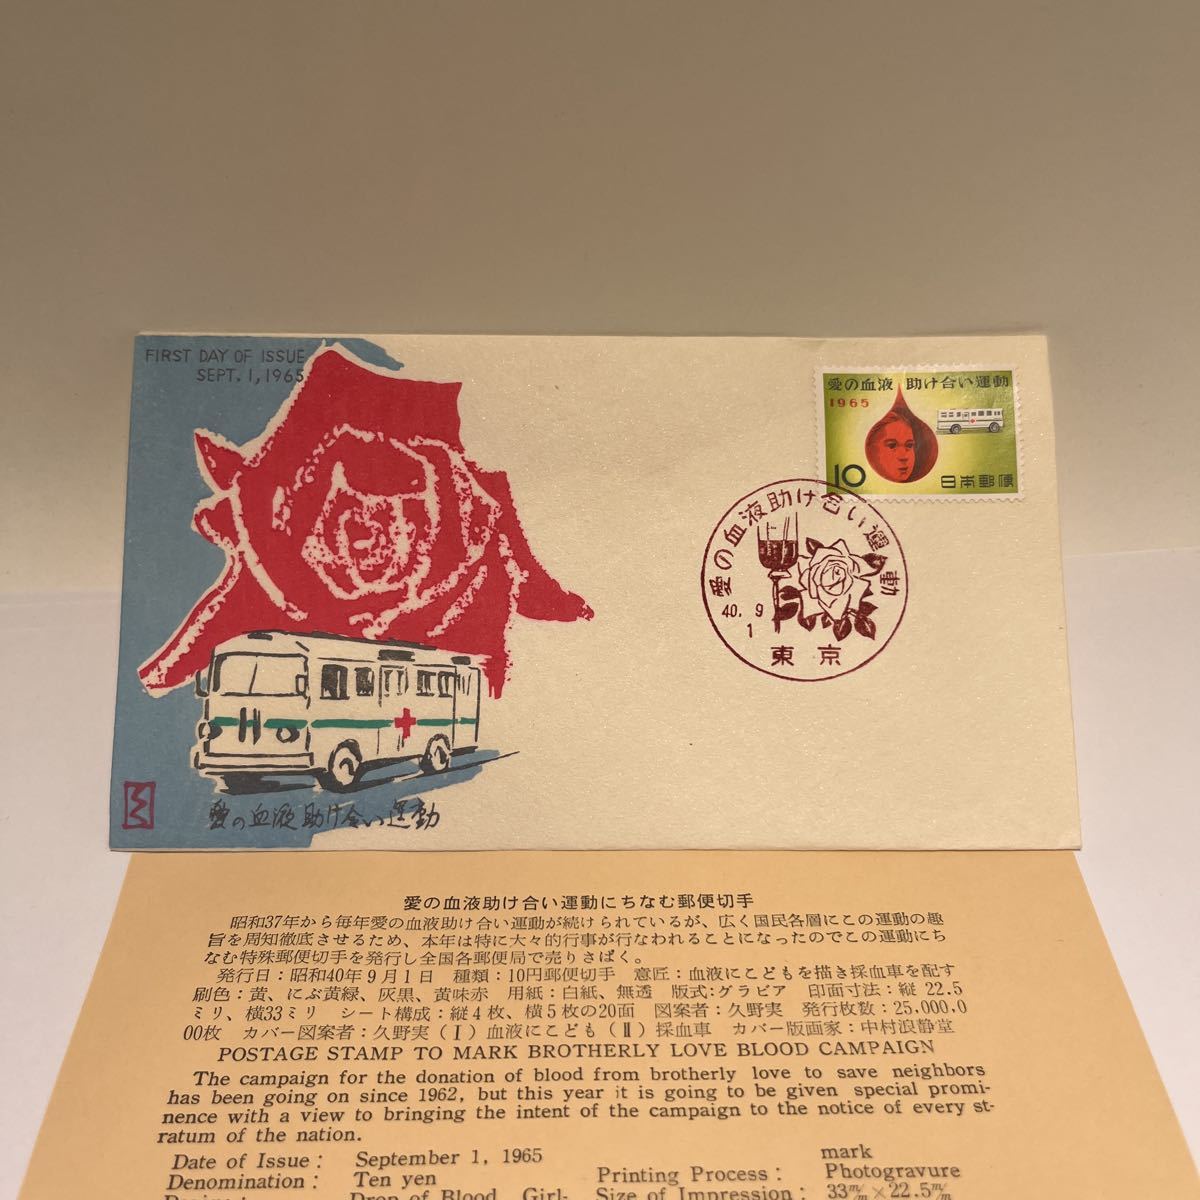 FIRST DAY OF ISSUE
SEPT. 1, 1965
愛の血液 助け合い運動
1965
10
日本郵便
愛の血液助け合い運動
40. 9
1
東京
愛の血液助け合い運動
愛の血液助け合い運動にちなむ郵便切手
昭和37年から毎年愛の血液助け合い運動が続けられているが、広く国民各層にこの運動の趣
旨を周知徹底させるため、本年は特に大々的行事が行なわれることになったのでこの運動にち
なむ特殊郵便切手を発行し全国各郵便局で売りさばく。
発行日：昭和40年9月1日 種類：10円郵便切手 意匠：血液にこどもを描き採血車を配す
刷色：黄、にぶ黄緑、灰黒、黄味赤 用紙：白紙、無透 版式：グラビア 印面寸法：縦 22.5
ミリ、横33ミリ シート構成：縦4枚、横5枚の20面 図案者：久野実 発行枚数：25,000,0
00枚 カバー図案者：久野実（Ⅰ）血液にこども（Ⅱ）採血車 カバー版画家：中村浪静堂
POSTAGE STAMP TO MARK BROTHERLY LOVE BLOOD CAMPAIGN
The campaign for the donation of blood from brotherly love to save neighbors
has been going on since 1962, but this year it is going to be given special promi-
nence with a view to bringing the intent of the campaign to the notice of every st-
ratum of the nation.
Date of Issue: September 1, 1965 mark
Denomination: Ten yen Printing Process: Photogravure
Design: Drop of Blood, Girl- Size of Impression: 33m/m×22.5m/m